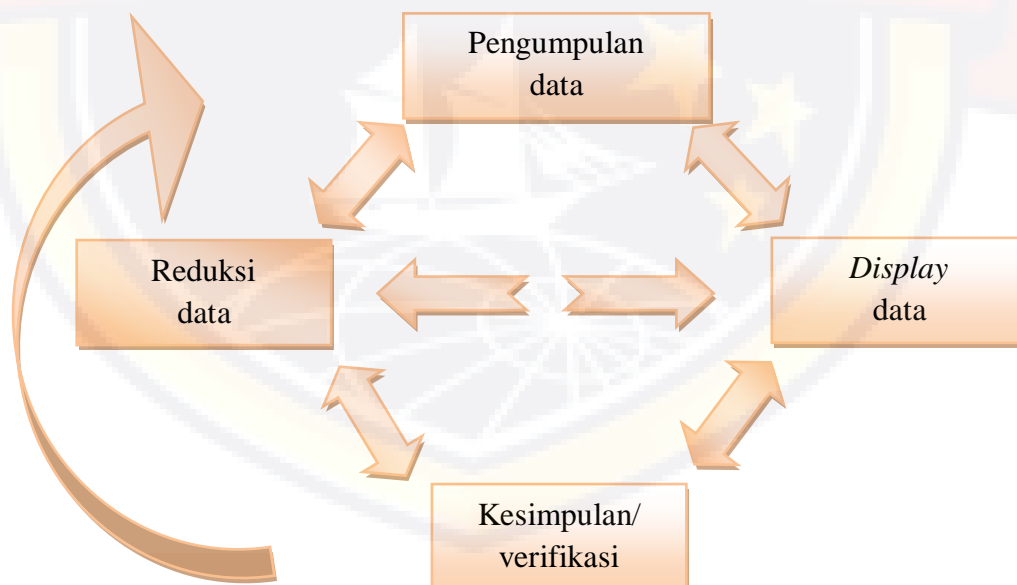 Pengumpulan
data
Reduksi
data
Display
data
Kesimpulan/
verifikasi